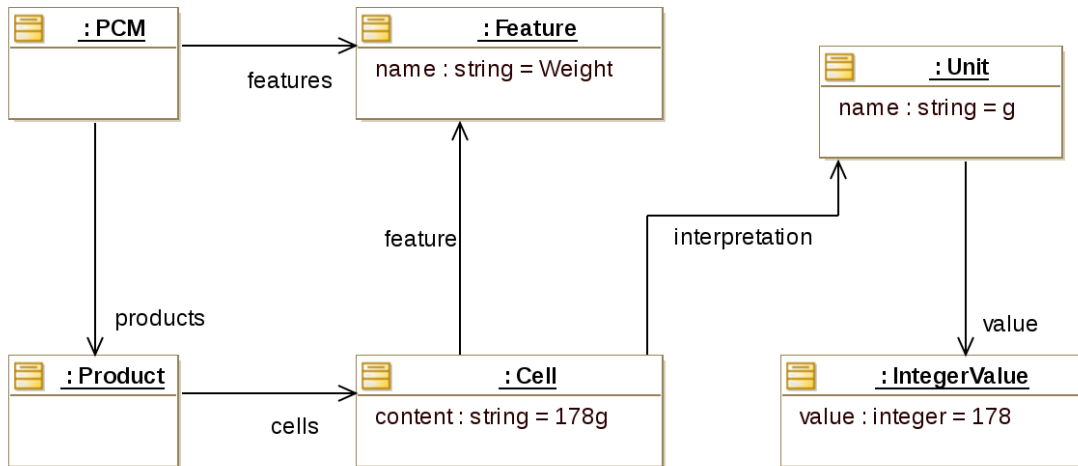 : PCM
: Feature
name : string = Weight
features
: Unit
name : string = g
feature
interpretation
products
value
: Product
cells
: Cell
content : string = 178g
: IntegerValue
value : integer = 178